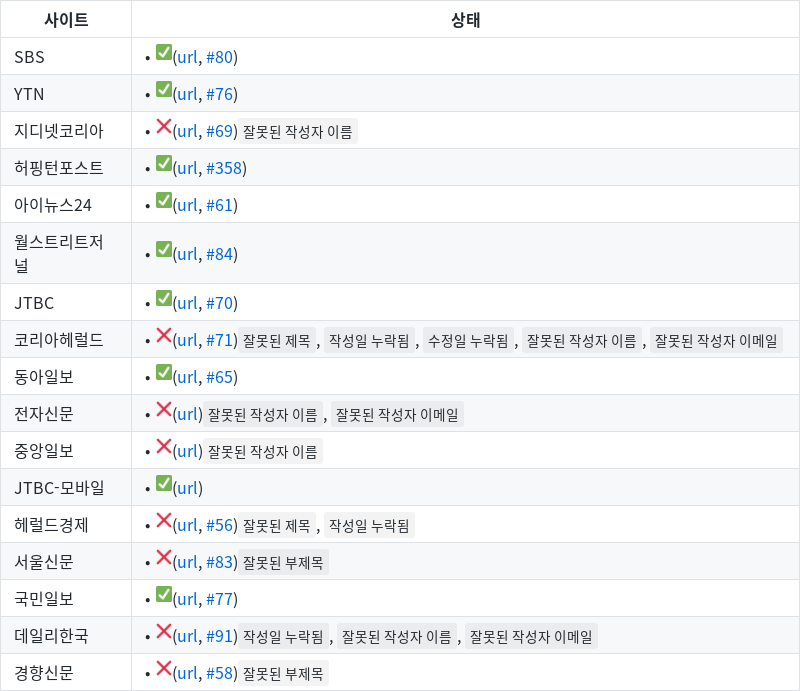 사이트 상태
SBS • ✅(url, #80)
YTN • ✅(url, #76)
지디넷코리아 • ❌(url, #69) 잘못된 작성자 이름
허핑턴포스트 • ✅(url, #358)
아이뉴스24 • ✅(url, #61)
월스트리트저
널 • ✅(url, #84)
JTBC • ✅(url, #70)
코리아헤럴드 • ❌(url, #71) 잘못된 제목 , 작성일 누락됨 , 수정일 누락됨 , 잘못된 작성자 이름 , 잘못된 작성자 이메일
동아일보 • ✅(url, #65)
전자신문 • ❌(url) 잘못된 작성자 이름 , 잘못된 작성자 이메일
중앙일보 • ❌(url) 잘못된 작성자 이름
JTBC-모바일 • ✅(url)
헤럴드경제 • ❌(url, #56) 잘못된 제목 , 작성일 누락됨
서울신문 • ❌(url, #83) 잘못된 부제목
국민일보 • ✅(url, #77)
데일리한국 • ❌(url, #91) 작성일 누락됨 , 잘못된 작성자 이름 , 잘못된 작성자 이메일
경향신문 • ❌(url, #58) 잘못된 부제목